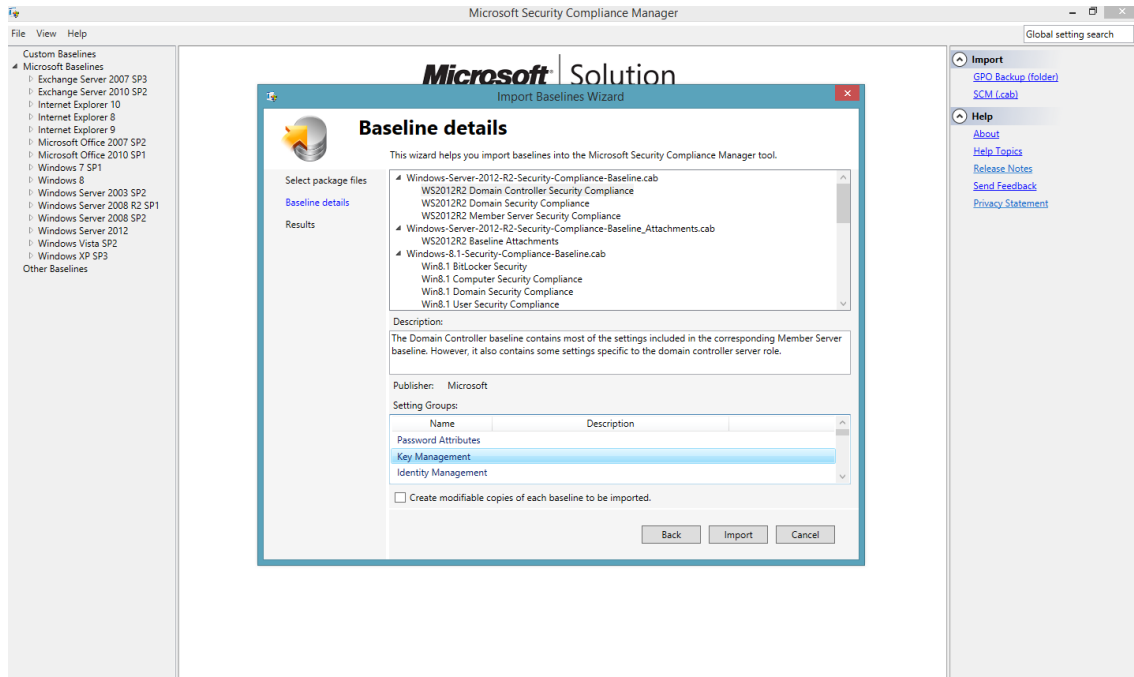 Microsoft Security Compliance Manager
File View Help
Global setting search
Custom Baselines
Microsoft Baselines
Exchange Server 2007 SP3
Exchange Server 2010 SP2
Internet Explorer 10
Internet Explorer 8
Internet Explorer 9
Microsoft Office 2007 SP2
Microsoft Office 2010 SP1
Windows 7 SP1
Windows 8
Windows Server 2003 SP2
Windows Server 2008 R2 SP1
Windows Server 2008 SP2
Windows Server 2012
Windows Vista SP2
Windows XP SP3
Other Baselines
Microsoft Solution
Import Baselines Wizard
Baseline details
This wizard helps you import baselines into the Microsoft Security Compliance Manager tool.
Select package files
Baseline details
Results
Windows-Server-2012-R2-Security-Compliance-Baseline.cab
WS2012R2 Domain Controller Security Compliance
WS2012R2 Domain Security Compliance
WS2012R2 Member Server Security Compliance
Windows-Server-2012-R2-Security-Compliance-Baseline_Attachments.cab
WS2012R2 Baseline Attachments
Windows-8.1-Security-Compliance-Baseline.cab
Win8.1 BitLocker Security
Win8.1 Computer Security Compliance
Win8.1 Domain Security Compliance
Win8.1 User Security Compliance
Description:
The Domain Controller baseline contains most of the settings included in the corresponding Member Server
baseline. However, it also contains some settings specific to the domain controller server role.
Publisher: Microsoft
Setting Groups:
Name Description
Password Attributes
Key Management
Identity Management
Create modifiable copies of each baseline to be imported.
Back Import Cancel
Import
GPO Backup (folder)
SCM (.cab)
Help
About
Help Topics
Release Notes
Send Feedback
Privacy Statement